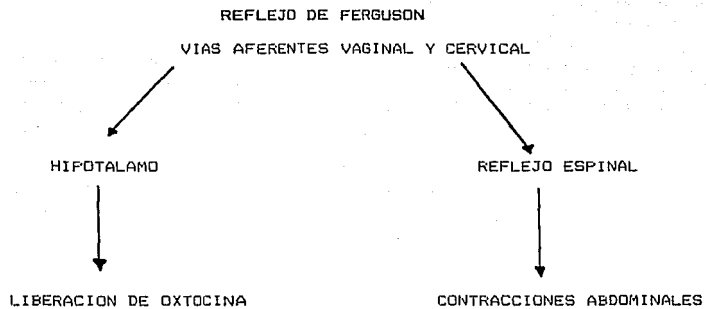 REFLEJO DE FERGUSON
VIAS AFERENTES VAGINAL Y CERVICAL
HIPOTALAMO
REFLEJO ESPINAL
LIBERACION DE OXTOCINA
CONTRACCIONES ABDOMINALES